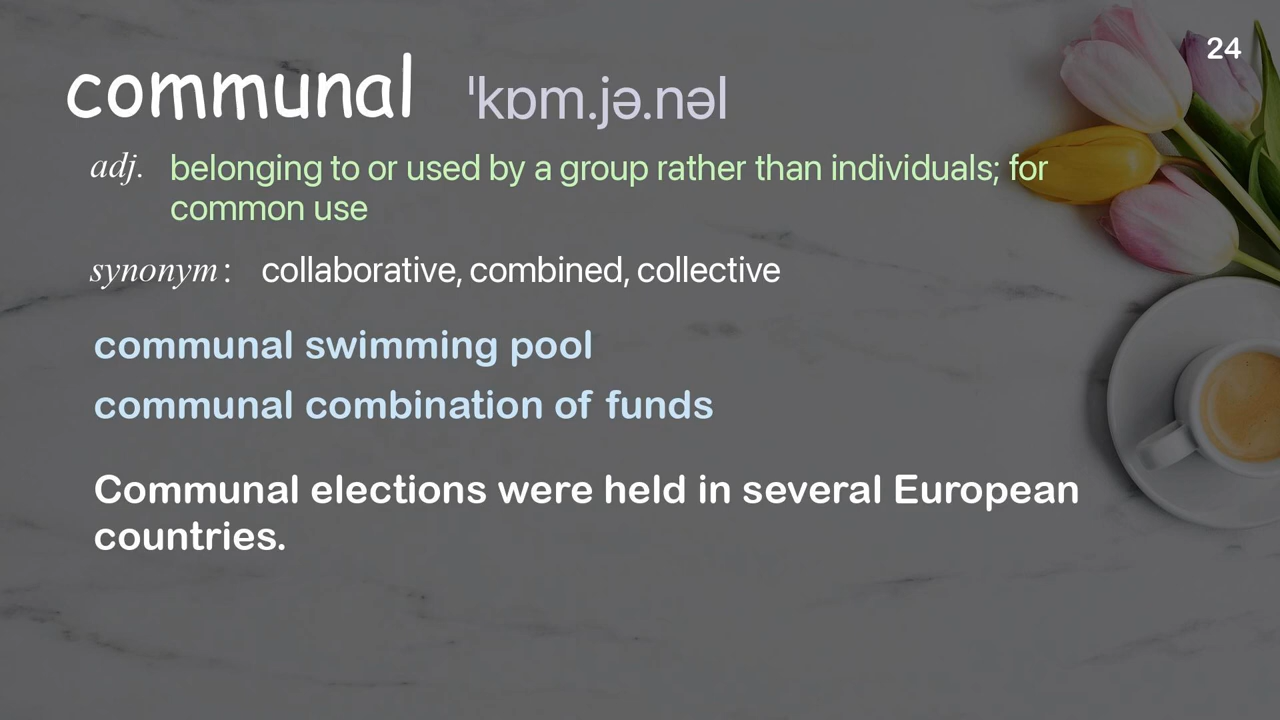 24
communal ˈkɒm.jə.nəl
adj. belonging to or used by a group rather than individuals; for
common use
synonym: collaborative, combined, collective
communal swimming pool
communal combination of funds
Communal elections were held in several European
countries.